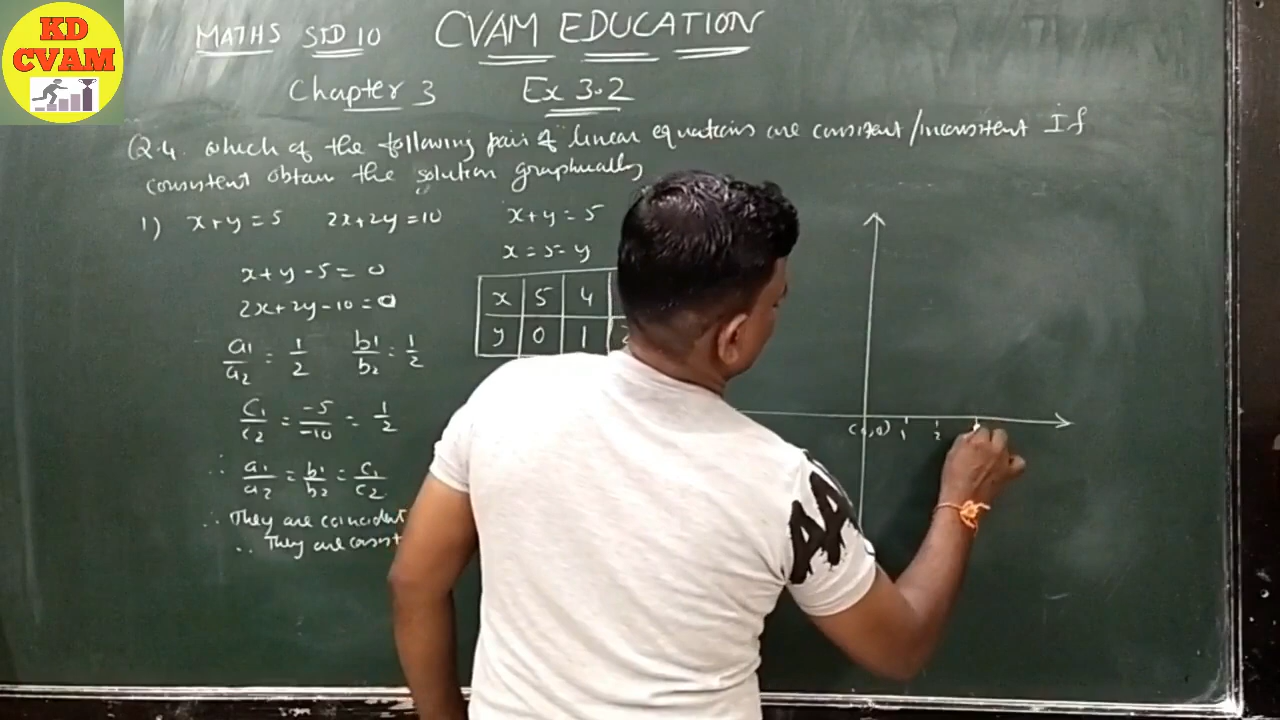 KD
CVAM
MATHS STD 10 CVAM EDUCATION
Chapter 3 Ex 3.2
Q.4. which of the following pair of linear equations are consistent/inconsistent If
consistent obtain the solution graphically
1) x+y=5 2x+2y=10
x+y-5=0
2x+2y-10=0
a1/a2 = 1/2 b1/b2 = 1/2
c1/c2 = -5/-10 = 1/2
∴ a1/a2 = b1/b2 = c1/c2
∴ They are coincident
∴ They are
x+y=5
x=5-y
x 5 4
y 0 1 2
(0,0) 1 2
AA